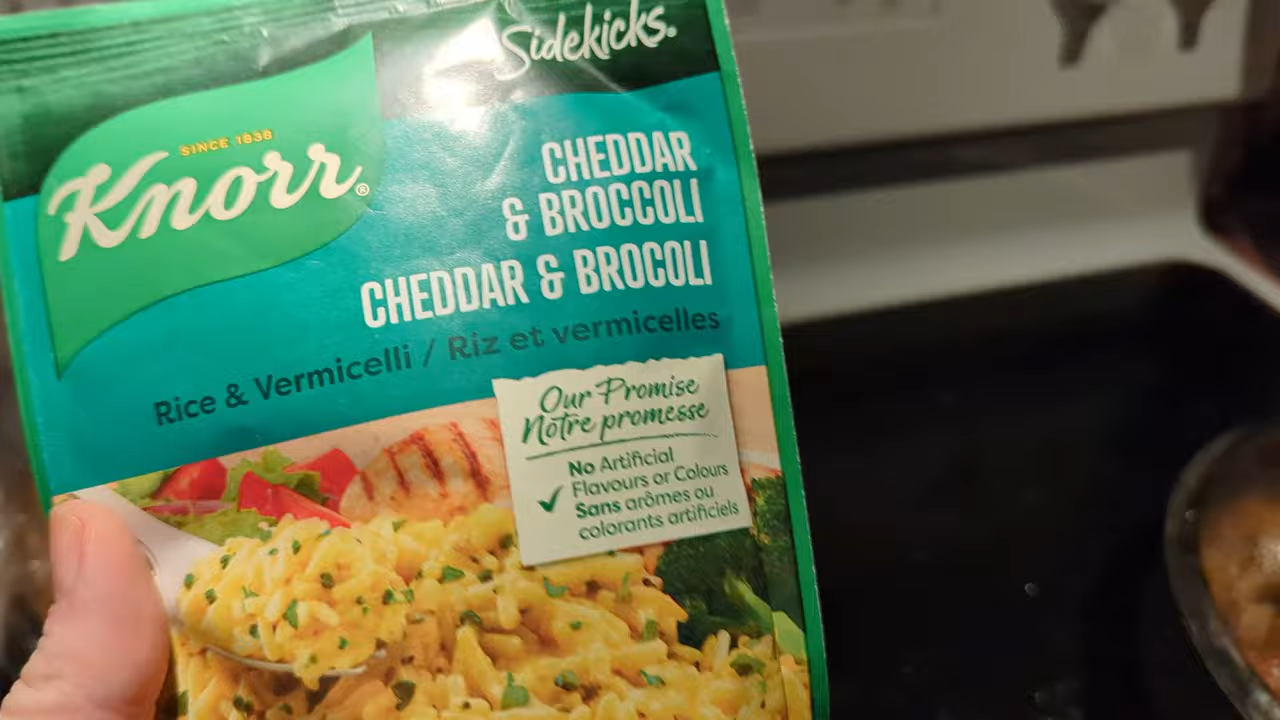 Sidekicks.
SINCE 1838
Knorr®
CHEDDAR
& BROCCOLI
CHEDDAR & BROCOLI
Rice & Vermicelli / Riz et vermicelles
Our Promise
Notre promesse
No Artificial
Flavours or Colours
Sans arômes ou
colorants artificiels